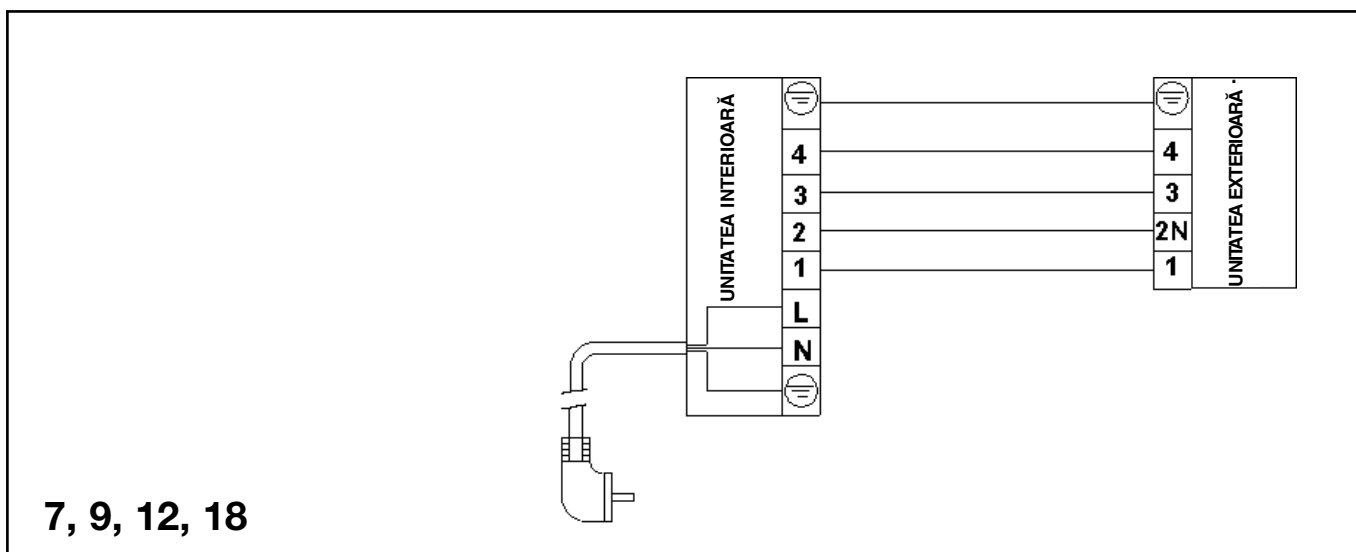 UNITATEA INTERIOARĂ
4
3
2
1
L
N
4
3
2N
1
UNITATEA EXTERIOARĂ
7, 9, 12, 18